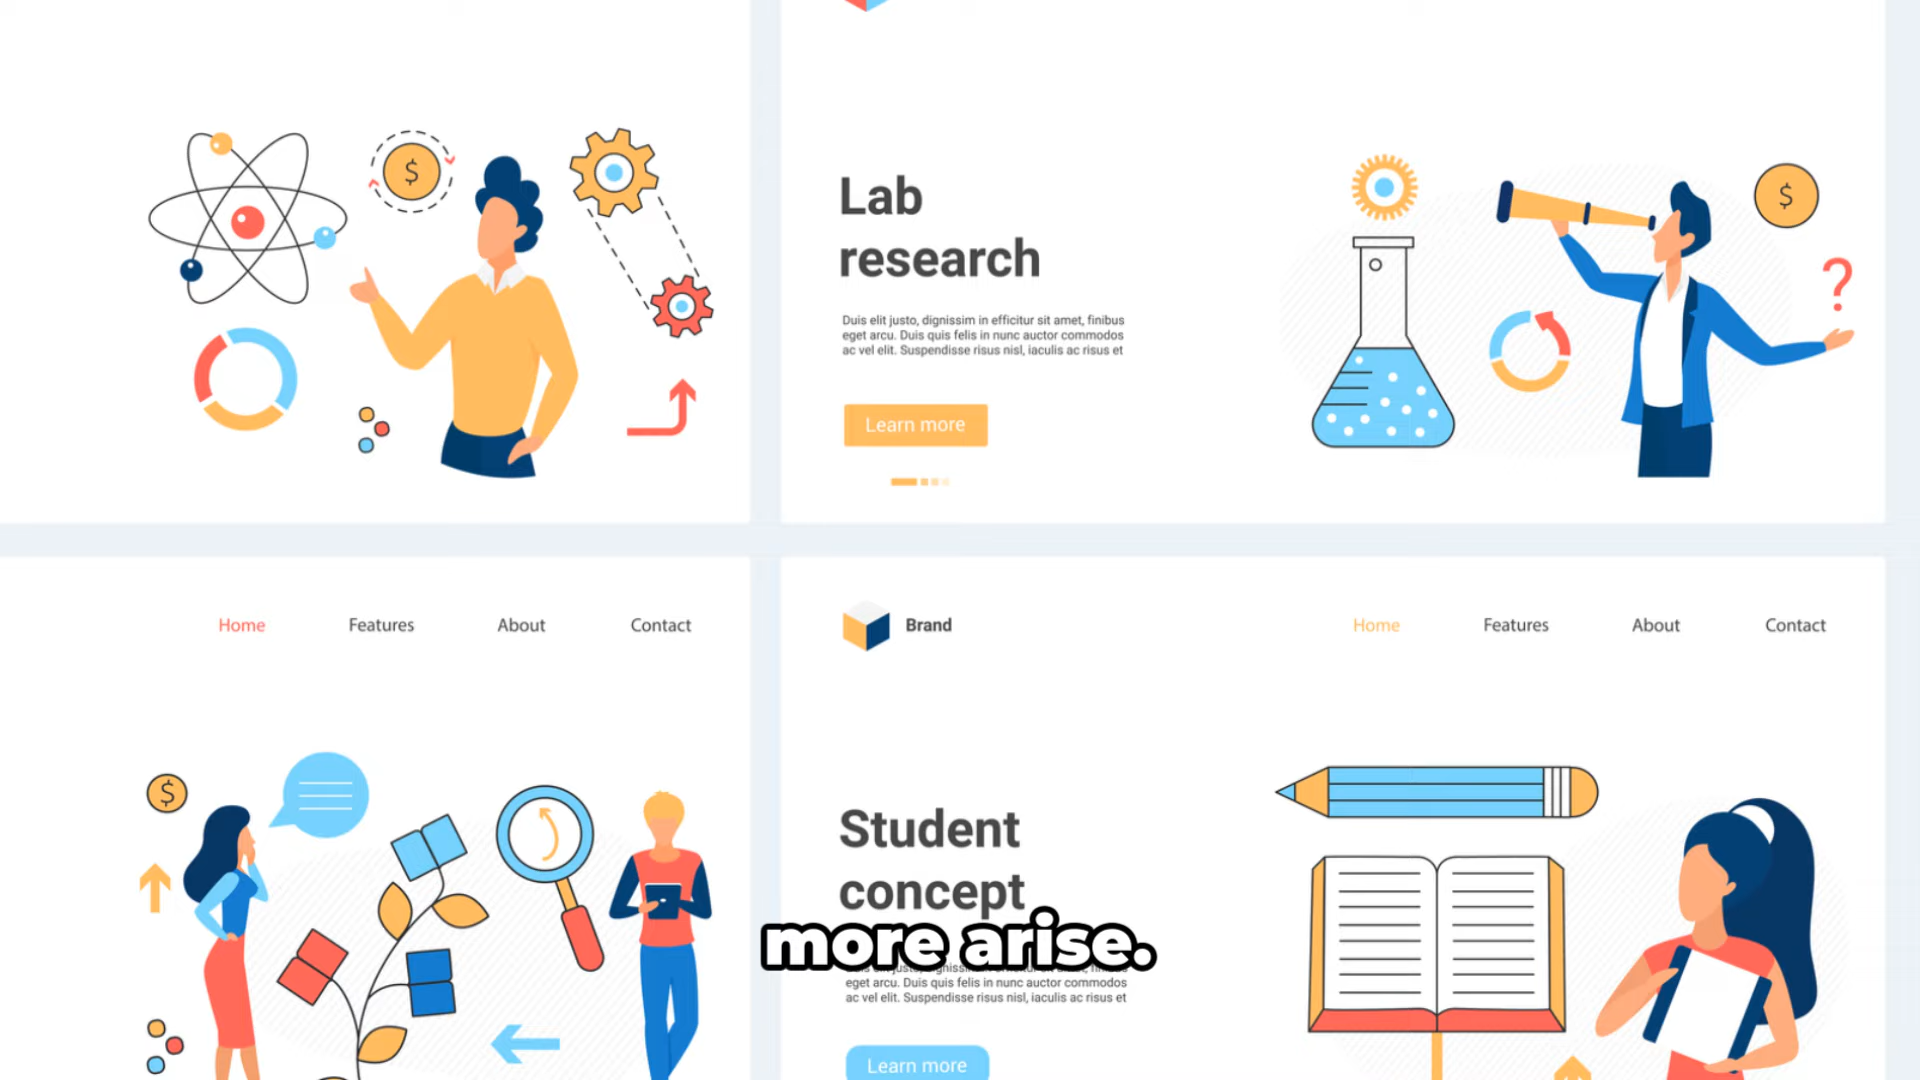 $
Lab
research
Duis elit justo, dignissim in efficitur sit amet, finibus
eget arcu. Duis quis felis in nunc auctor commodos
ac vel elit. Suspendisse risus nisl, iaculis ac risus et
Learn more
$
?
Home Features About Contact
$
Brand
Home Features About Contact
Student
concept
more arise.
eget arcu. Duis quis felis in nunc auctor commodos
ac vel elit. Suspendisse risus nisl, iaculis ac risus et
Learn more